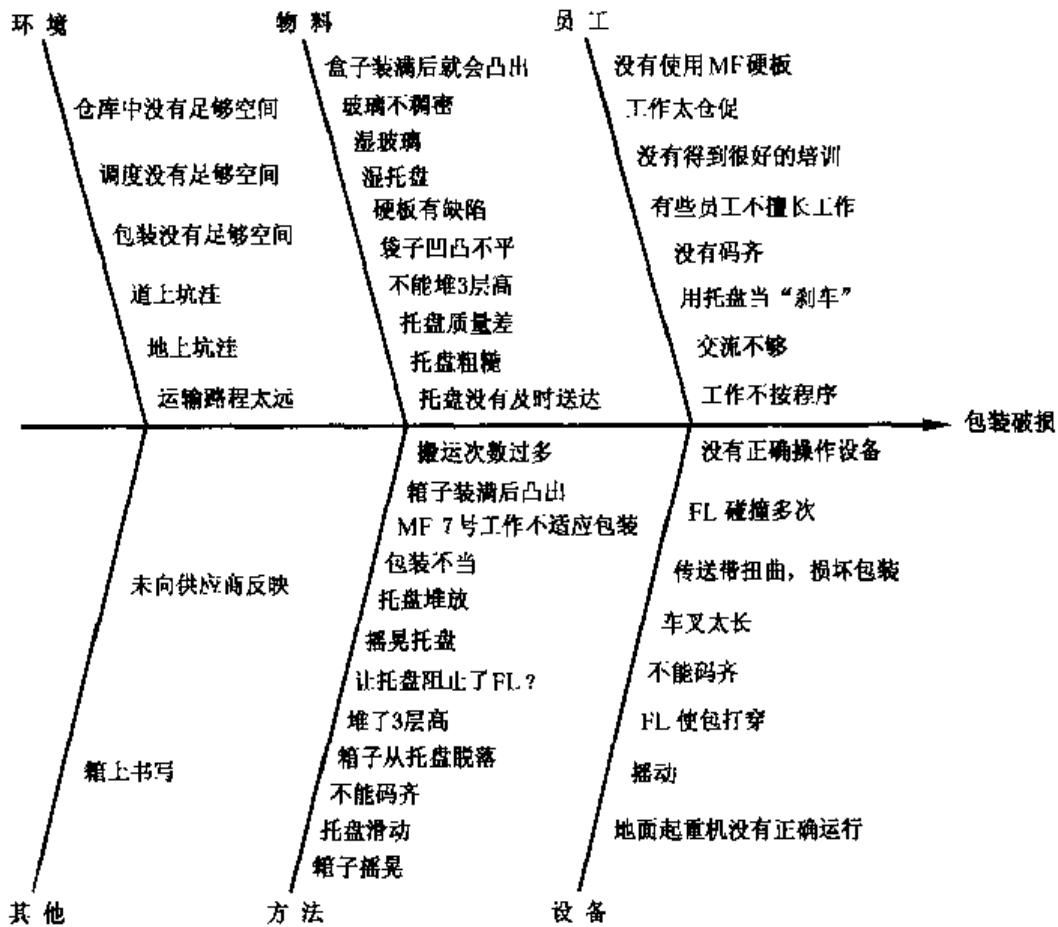 环 境
仓库中没有足够空间
调度没有足够空间
包装没有足够空间
道上坑洼
地上坑洼
运输路程太远
物 料
盒子装满后就会凸出
玻璃不稠密
湿玻璃
湿托盘
硬板有缺陷
袋子凹凸不平
不能堆3层高
托盘质量差
托盘粗糙
托盘没有及时送达
员 工
没有使用MF硬板
工作太仓促
没有得到很好的培训
有些员工不擅长工作
没有码齐
用托盘当“刹车”
交流不够
工作不按程序
包装破损
未向供应商反映
箱上书写
其 他
搬运次数过多
箱子装满后凸出
MF 7号工作不适应包装
包装不当
托盘堆放
摇晃托盘
让托盘阻止了FL?
堆了3层高
箱子从托盘脱落
不能码齐
托盘滑动
箱子摇晃
方 法
没有正确操作设备
FL 碰撞多次
传送带扭曲，损坏包装
车叉太长
不能码齐
FL 使包打穿
摇动
地面起重机没有正确运行
设 备